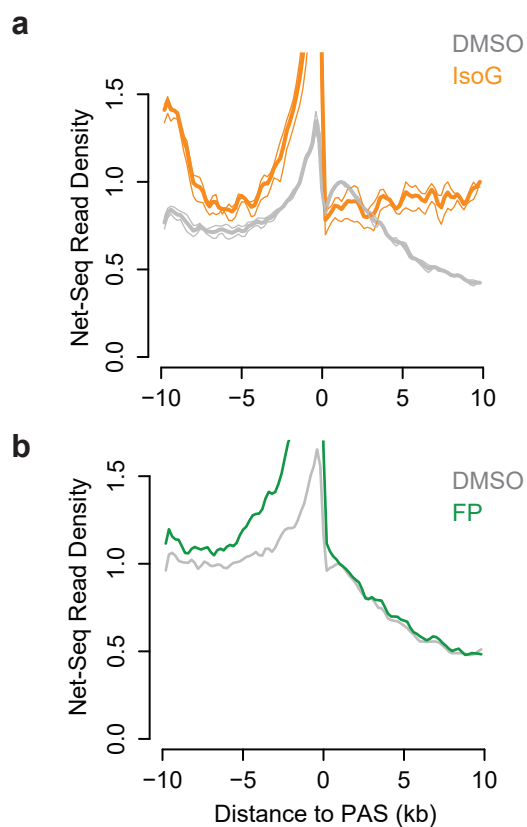 a
DMSO
IsoG
Net-Seq Read Density
1.5
1.0
0.5
0.0
−10 −5 0 5 10
b
DMSO
FP
Net-Seq Read Density
1.5
1.0
0.5
0.0
−10 −5 0 5 10
Distance to PAS (kb)